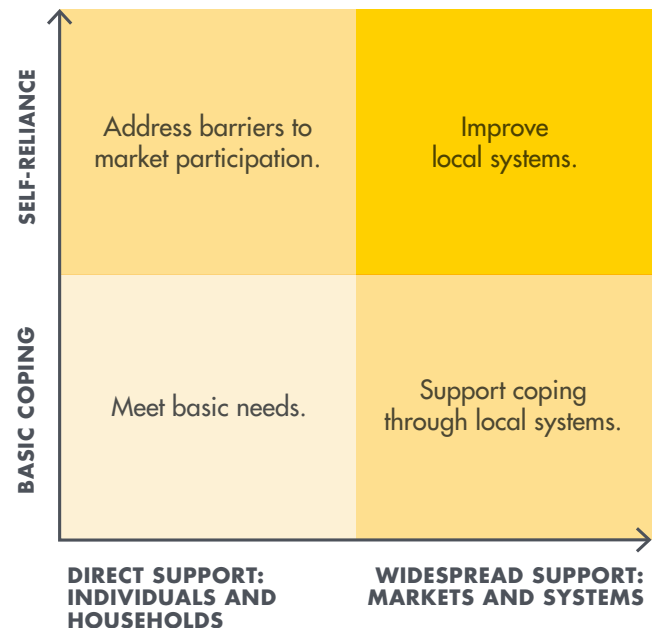 SELF-RELIANCE
Address barriers to
market participation.
Improve
local systems.
BASIC COPING
Meet basic needs.
Support coping
through local systems.
DIRECT SUPPORT:
INDIVIDUALS AND
HOUSEHOLDS
WIDESPREAD SUPPORT:
MARKETS AND SYSTEMS